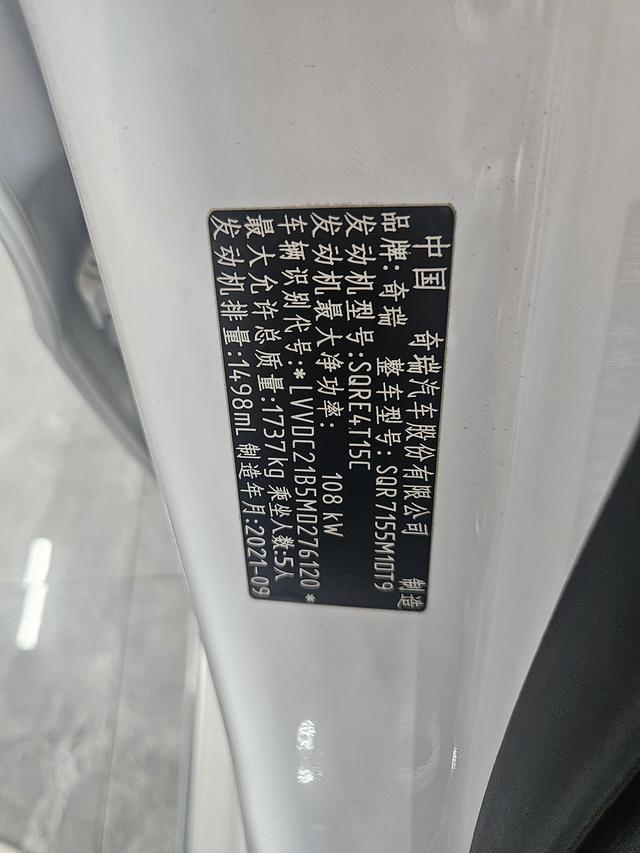 中国 奇瑞汽车股份有限公司 制造
品牌:奇瑞 整车型号:SQR7155M1DT9
发动机型号:SQRE4T15C
发动机最大净功率: 108 kW
车辆识别代号:*LVVDC21B5MD276120*
最大允许总质量:1737kg 乘坐人数:5人
发动机排量:1498mL 制造年月:2021-09